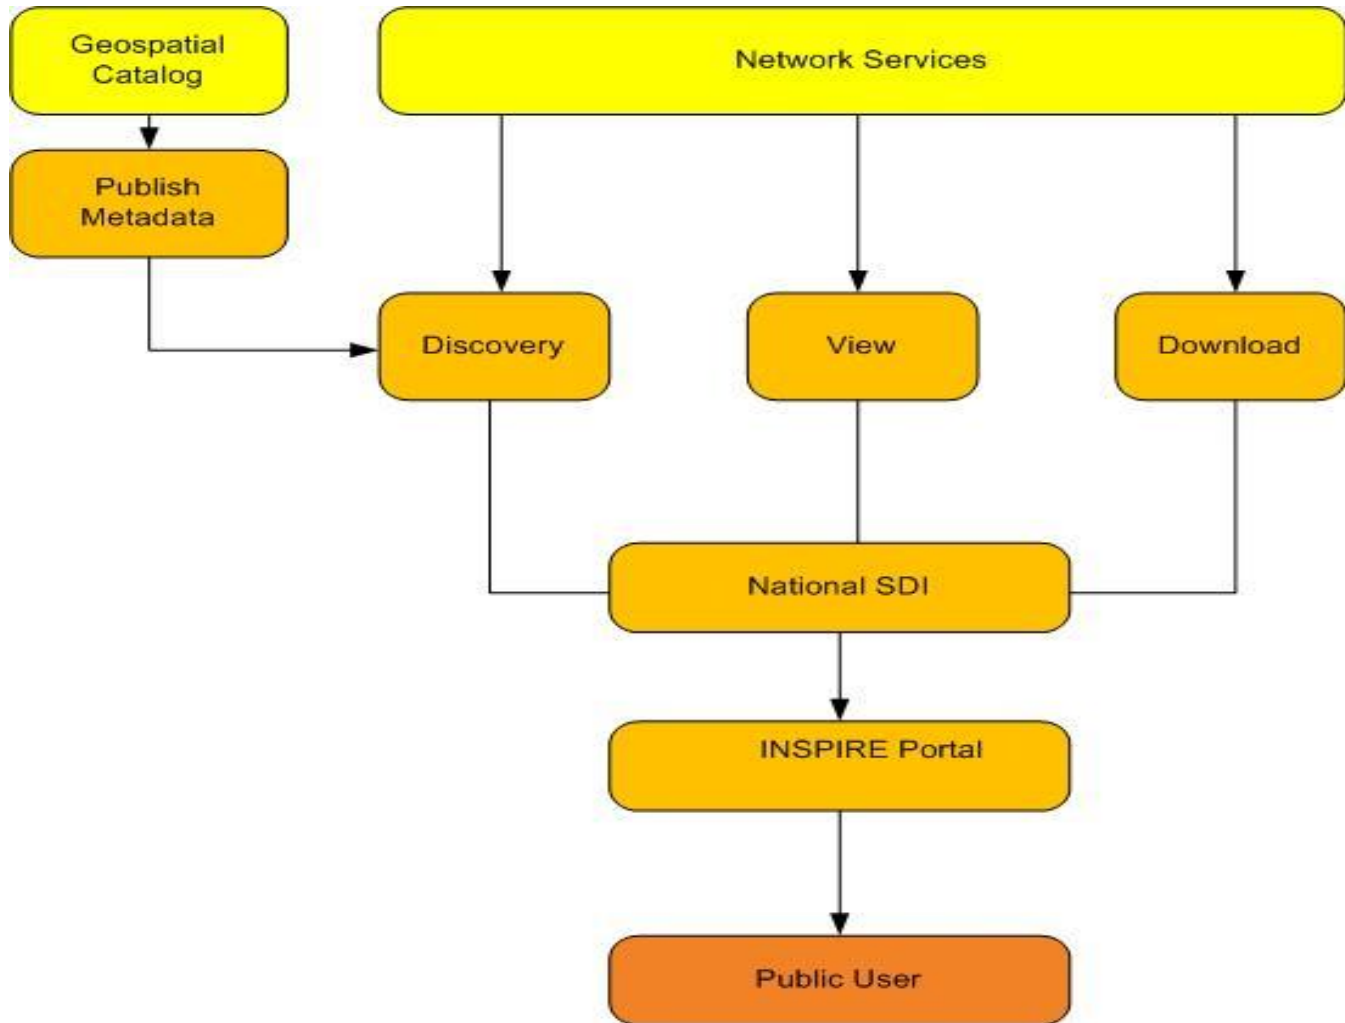 Geospatial
Catalog
Network Services
Publish
Metadata
Discovery
View
Download
National SDI
INSPIRE Portal
Public User